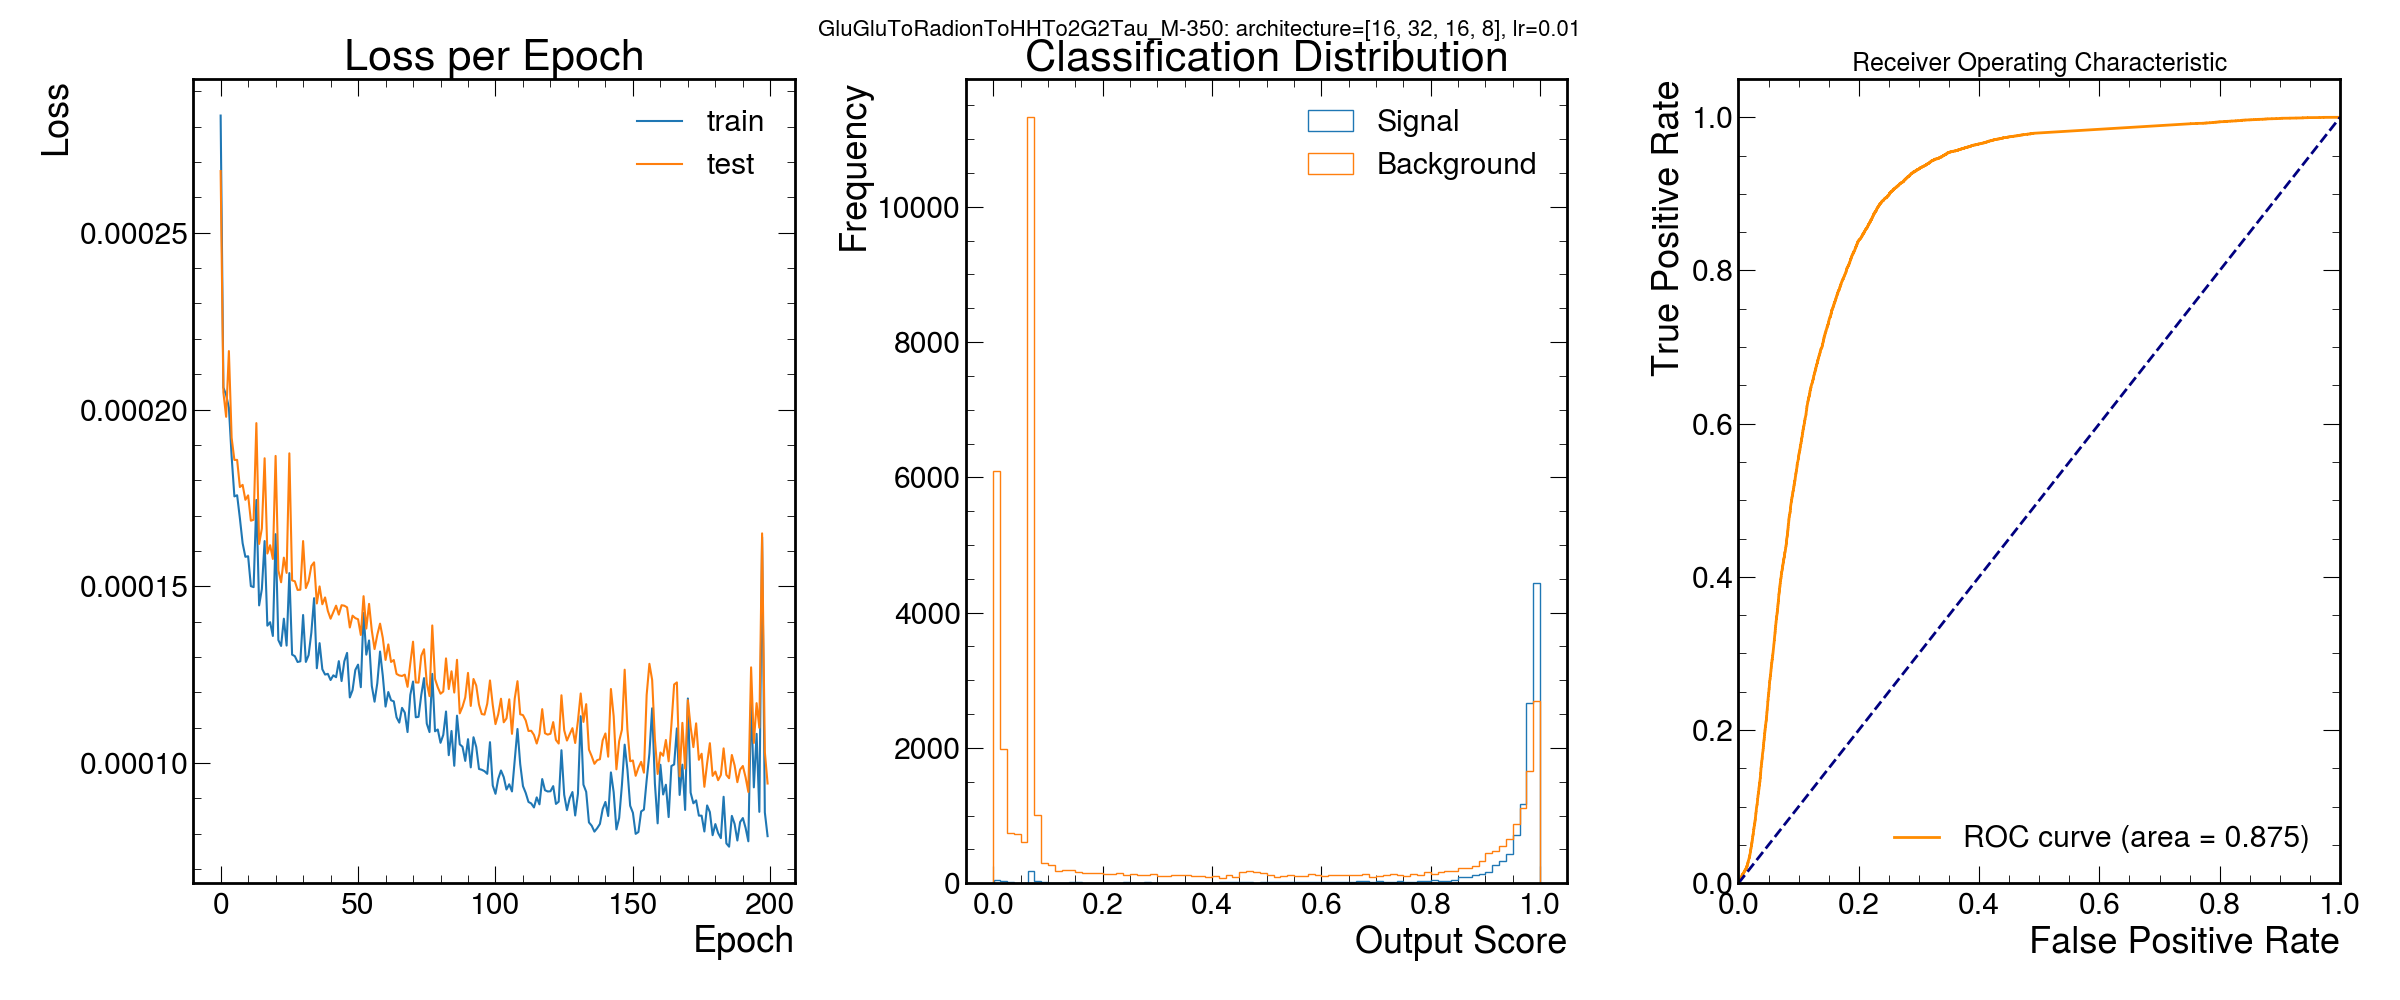 GluGluToRadionToHHTo2G2Tau_M-350: architecture=[16, 32, 16, 8], lr=0.01
Loss per Epoch
Loss
train
test
0.00025
0.00020
0.00015
0.00010
0 50 100 150 200
Epoch
Classification Distribution
Frequency
Signal
Background
10000
8000
6000
4000
2000
0
0.0 0.2 0.4 0.6 0.8 1.0
Output Score
Receiver Operating Characteristic
True Positive Rate
1.0
0.8
0.6
0.4
0.2
0.0
ROC curve (area = 0.875)
0.0 0.2 0.4 0.6 0.8 1.0
False Positive Rate